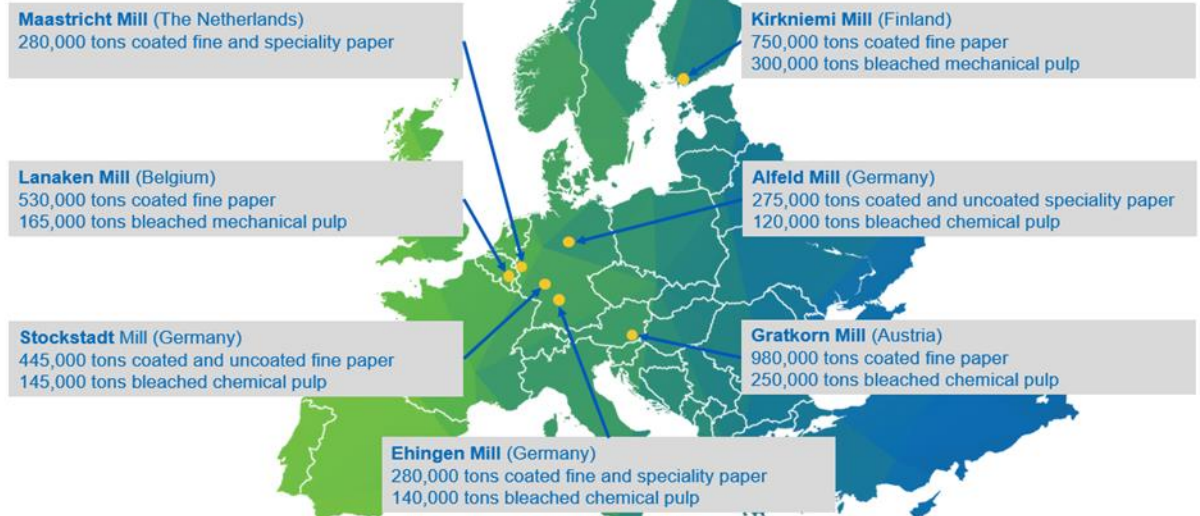 Maastricht Mill (The Netherlands)
280,000 tons coated fine and speciality paper
Kirkniemi Mill (Finland)
750,000 tons coated fine paper
300,000 tons bleached mechanical pulp
Lanaken Mill (Belgium)
530,000 tons coated fine paper
165,000 tons bleached mechanical pulp
Alfeld Mill (Germany)
275,000 tons coated and uncoated speciality paper
120,000 tons bleached chemical pulp
Stockstadt Mill (Germany)
445,000 tons coated and uncoated fine paper
145,000 tons bleached chemical pulp
Gratkorn Mill (Austria)
980,000 tons coated fine paper
250,000 tons bleached chemical pulp
Ehingen Mill (Germany)
280,000 tons coated fine and speciality paper
140,000 tons bleached chemical pulp